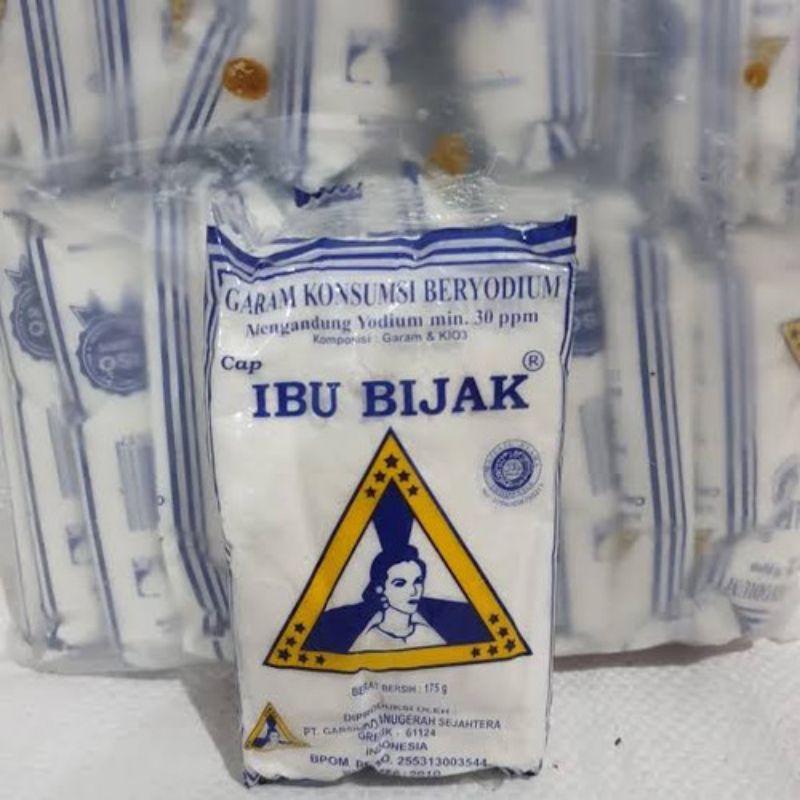 GARAM KONSUMSI BERYODIUM
Mengandung Yodium min. 30 ppm
Komposisi : Garam & KIO3
Cap
IBU BIJAK ®
BERAT BERSIH : 175 g
DIPRODUKSI OLEH :
PT. ANUGERAH SEJAHTERA
GRESIK - 61124
INDONESIA
BPOM 255313003544